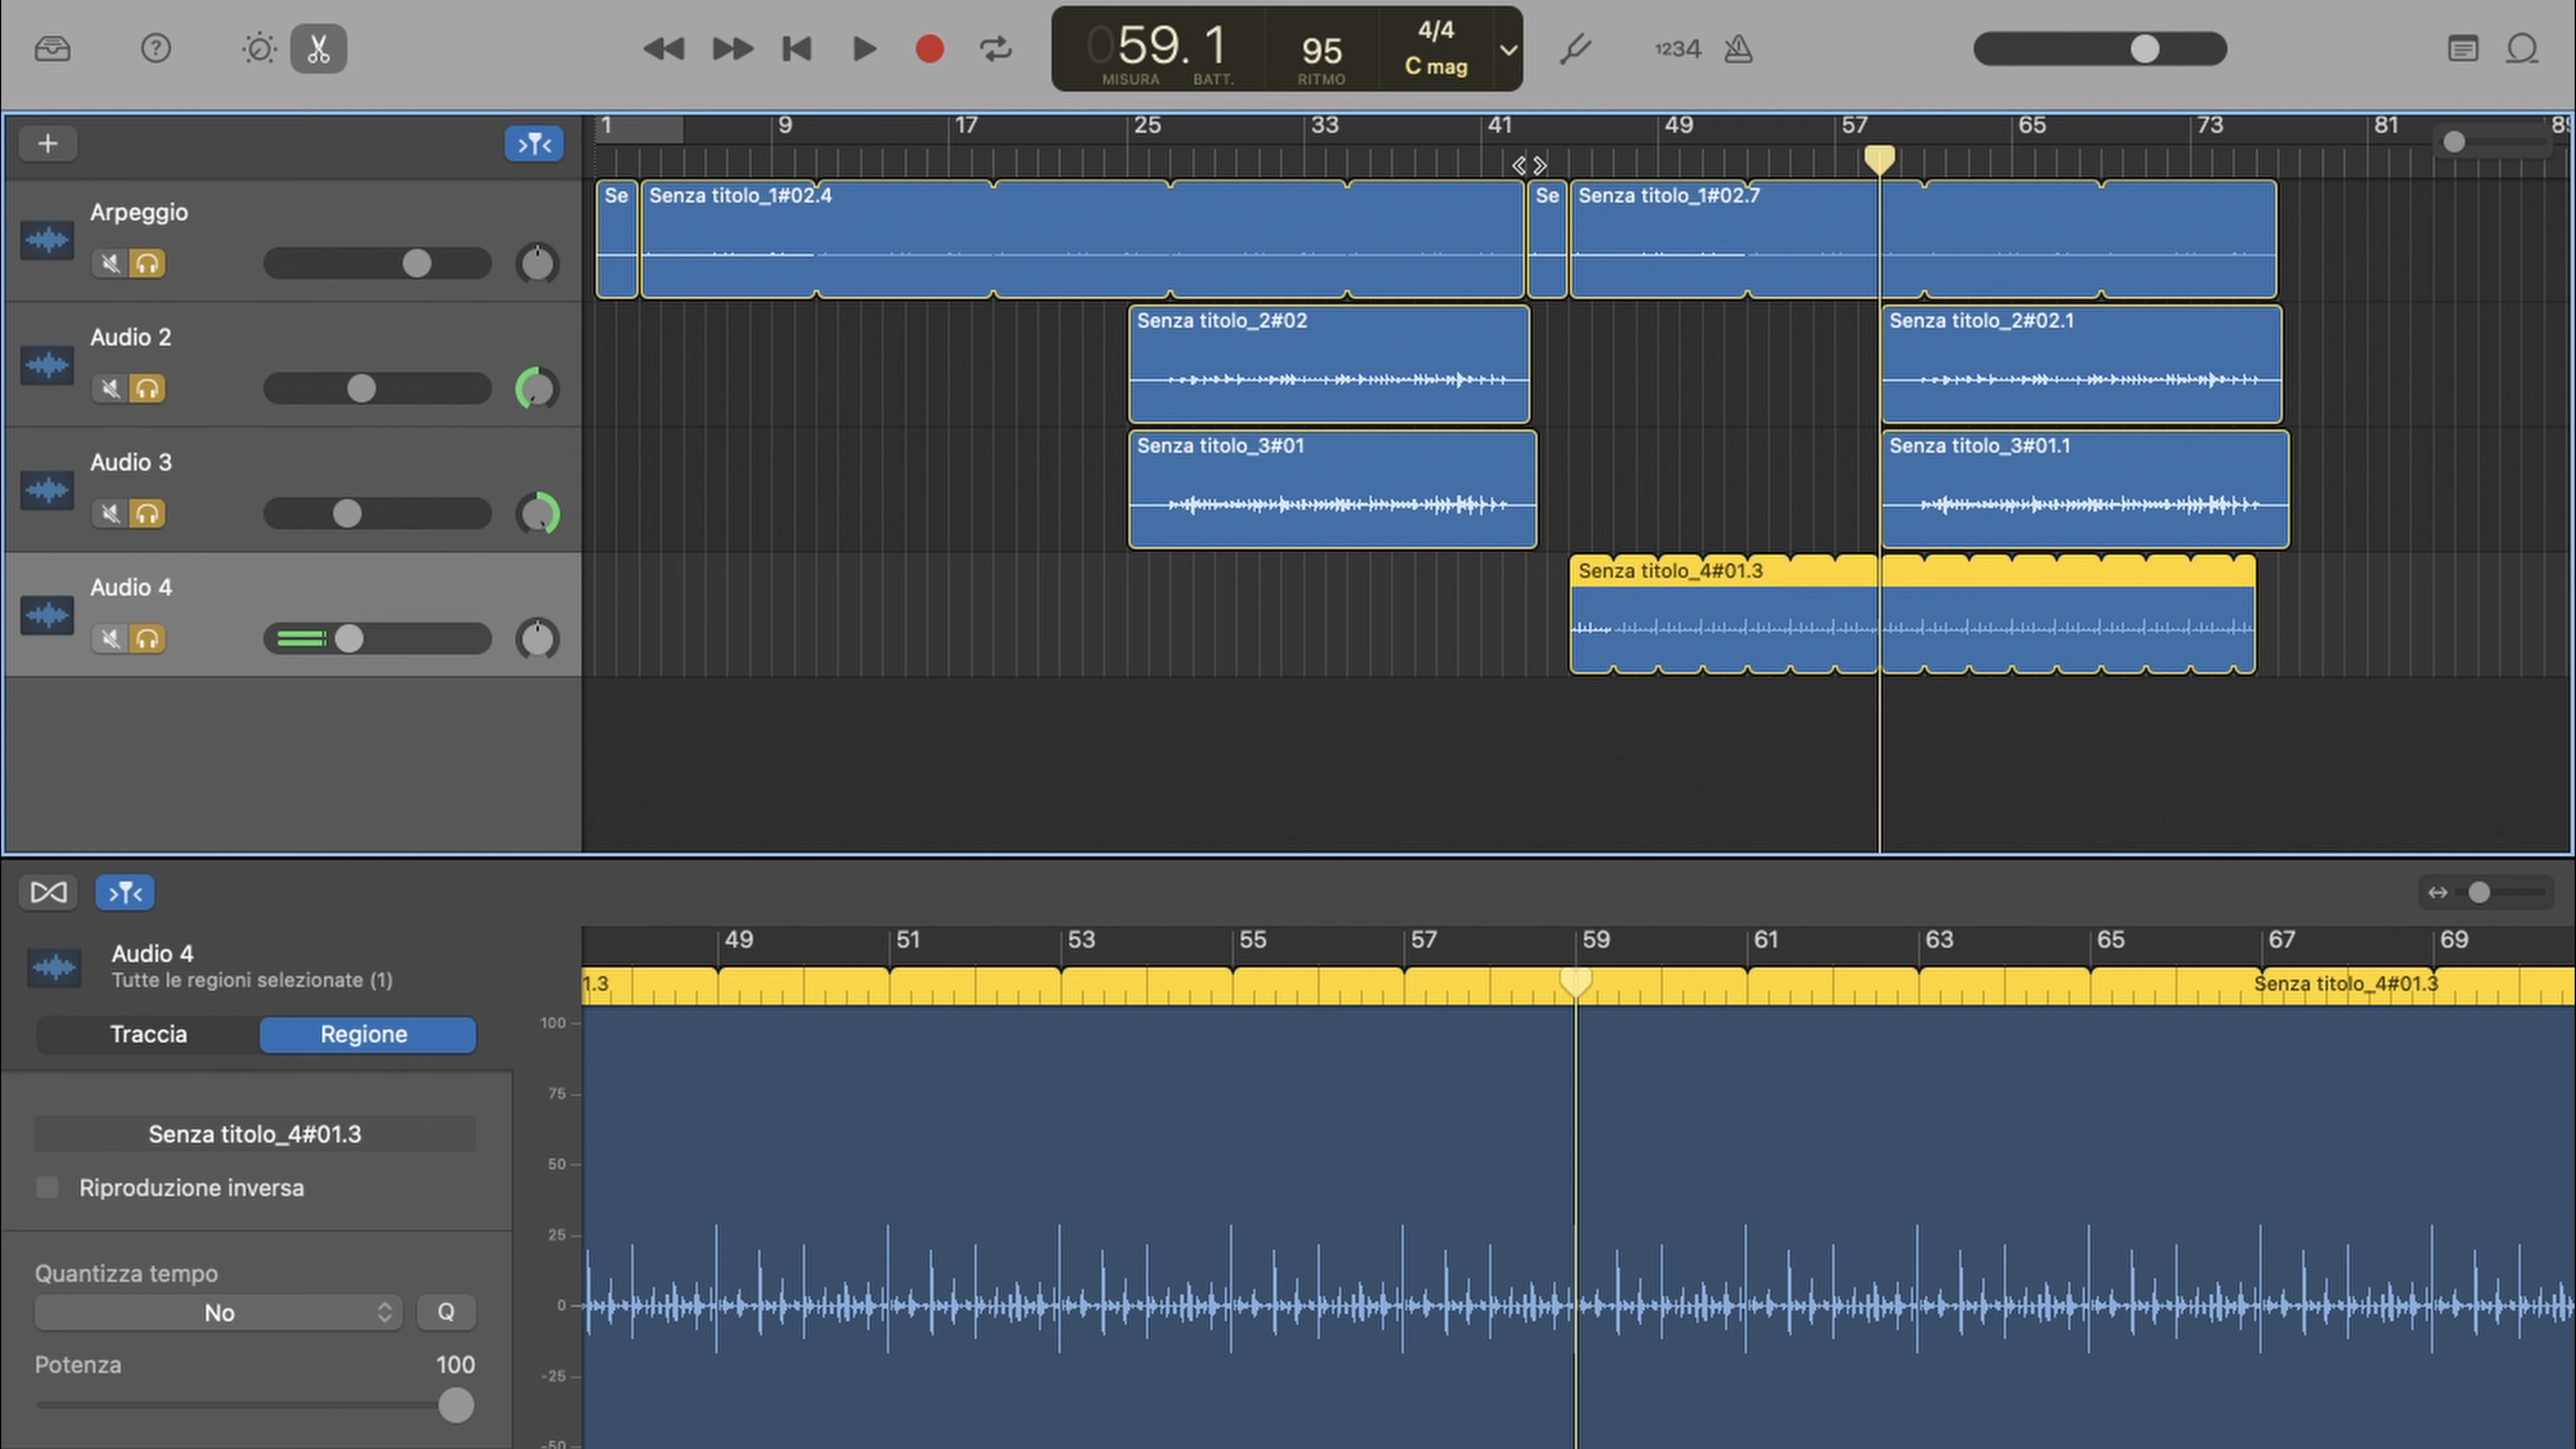 059. 1
MISURA BATT.
95
RITMO
4/4
C mag
1234
1 9 17 25 33 41 49 57 65 73 81
Arpeggio
Se
Senza titolo_1#02.4
Se
Senza titolo_1#02.7
Audio 2
Senza titolo_2#02
Senza titolo_2#02.1
Audio 3
Senza titolo_3#01
Senza titolo_3#01.1
Audio 4
Senza titolo_4#01.3
49 51 53 55 57 59 61 63 65 67 69
Audio 4
Tutte le regioni selezionate (1)
1.3
Senza titolo_4#01.3
Traccia
Regione
Senza titolo_4#01.3
Riproduzione inversa
Quantizza tempo
No
Q
Potenza
100
100
75
50
25
0
-25
-50